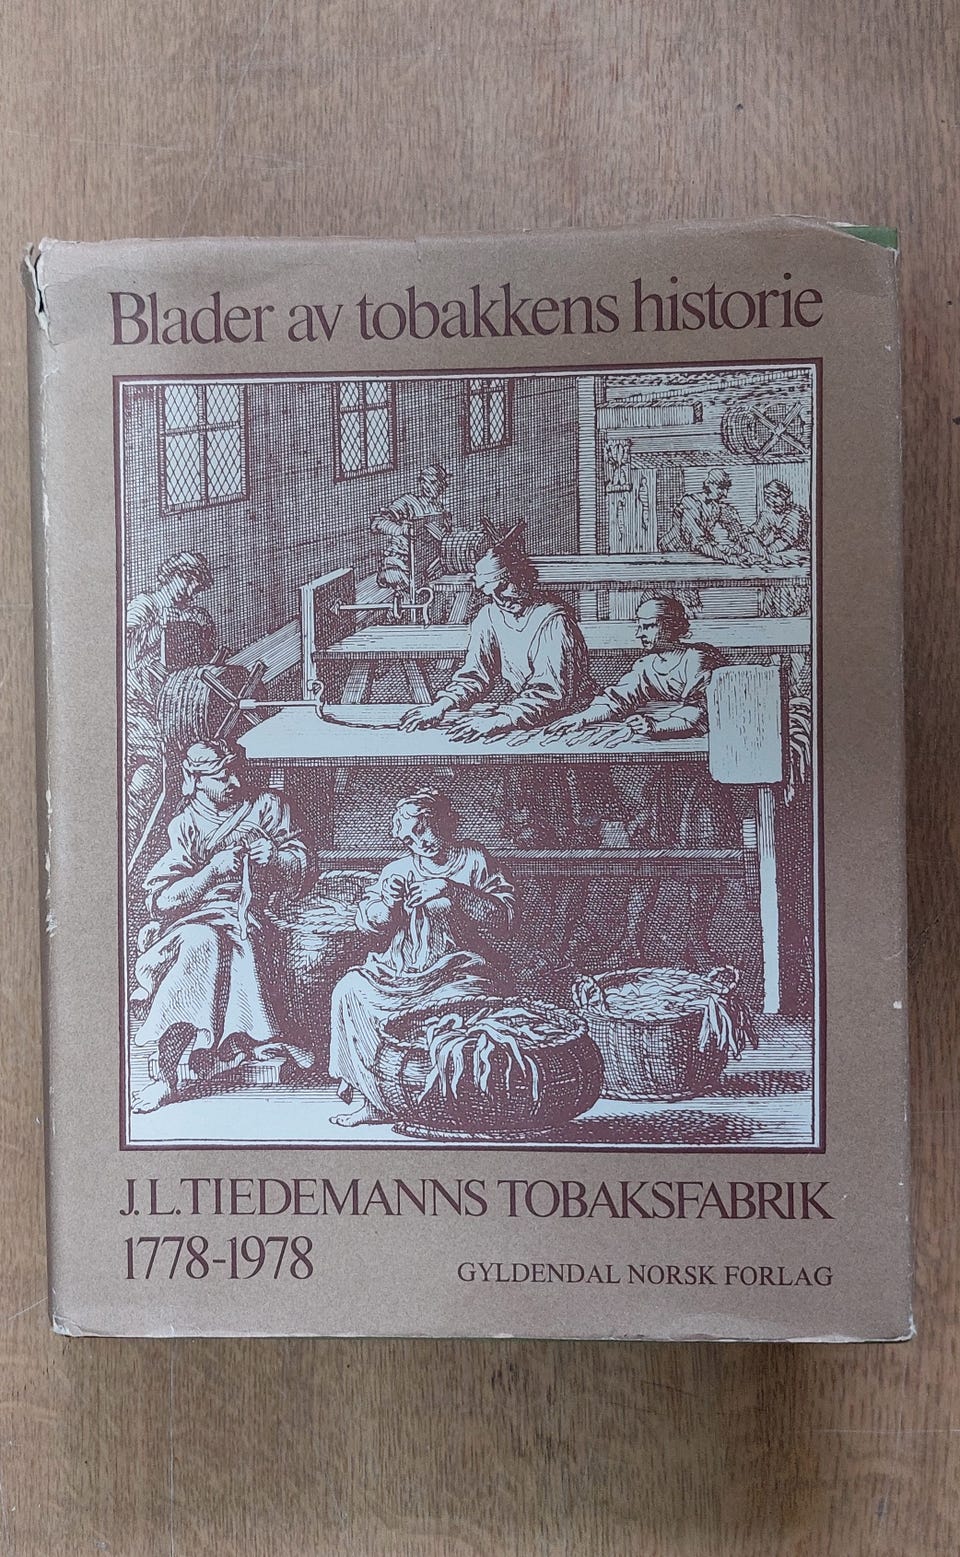 Blader av tobakkens historie
J. L. TIEDEMANNS TOBAKSFABRIK
1778-1978
GYLDENDAL NORSK FORLAG